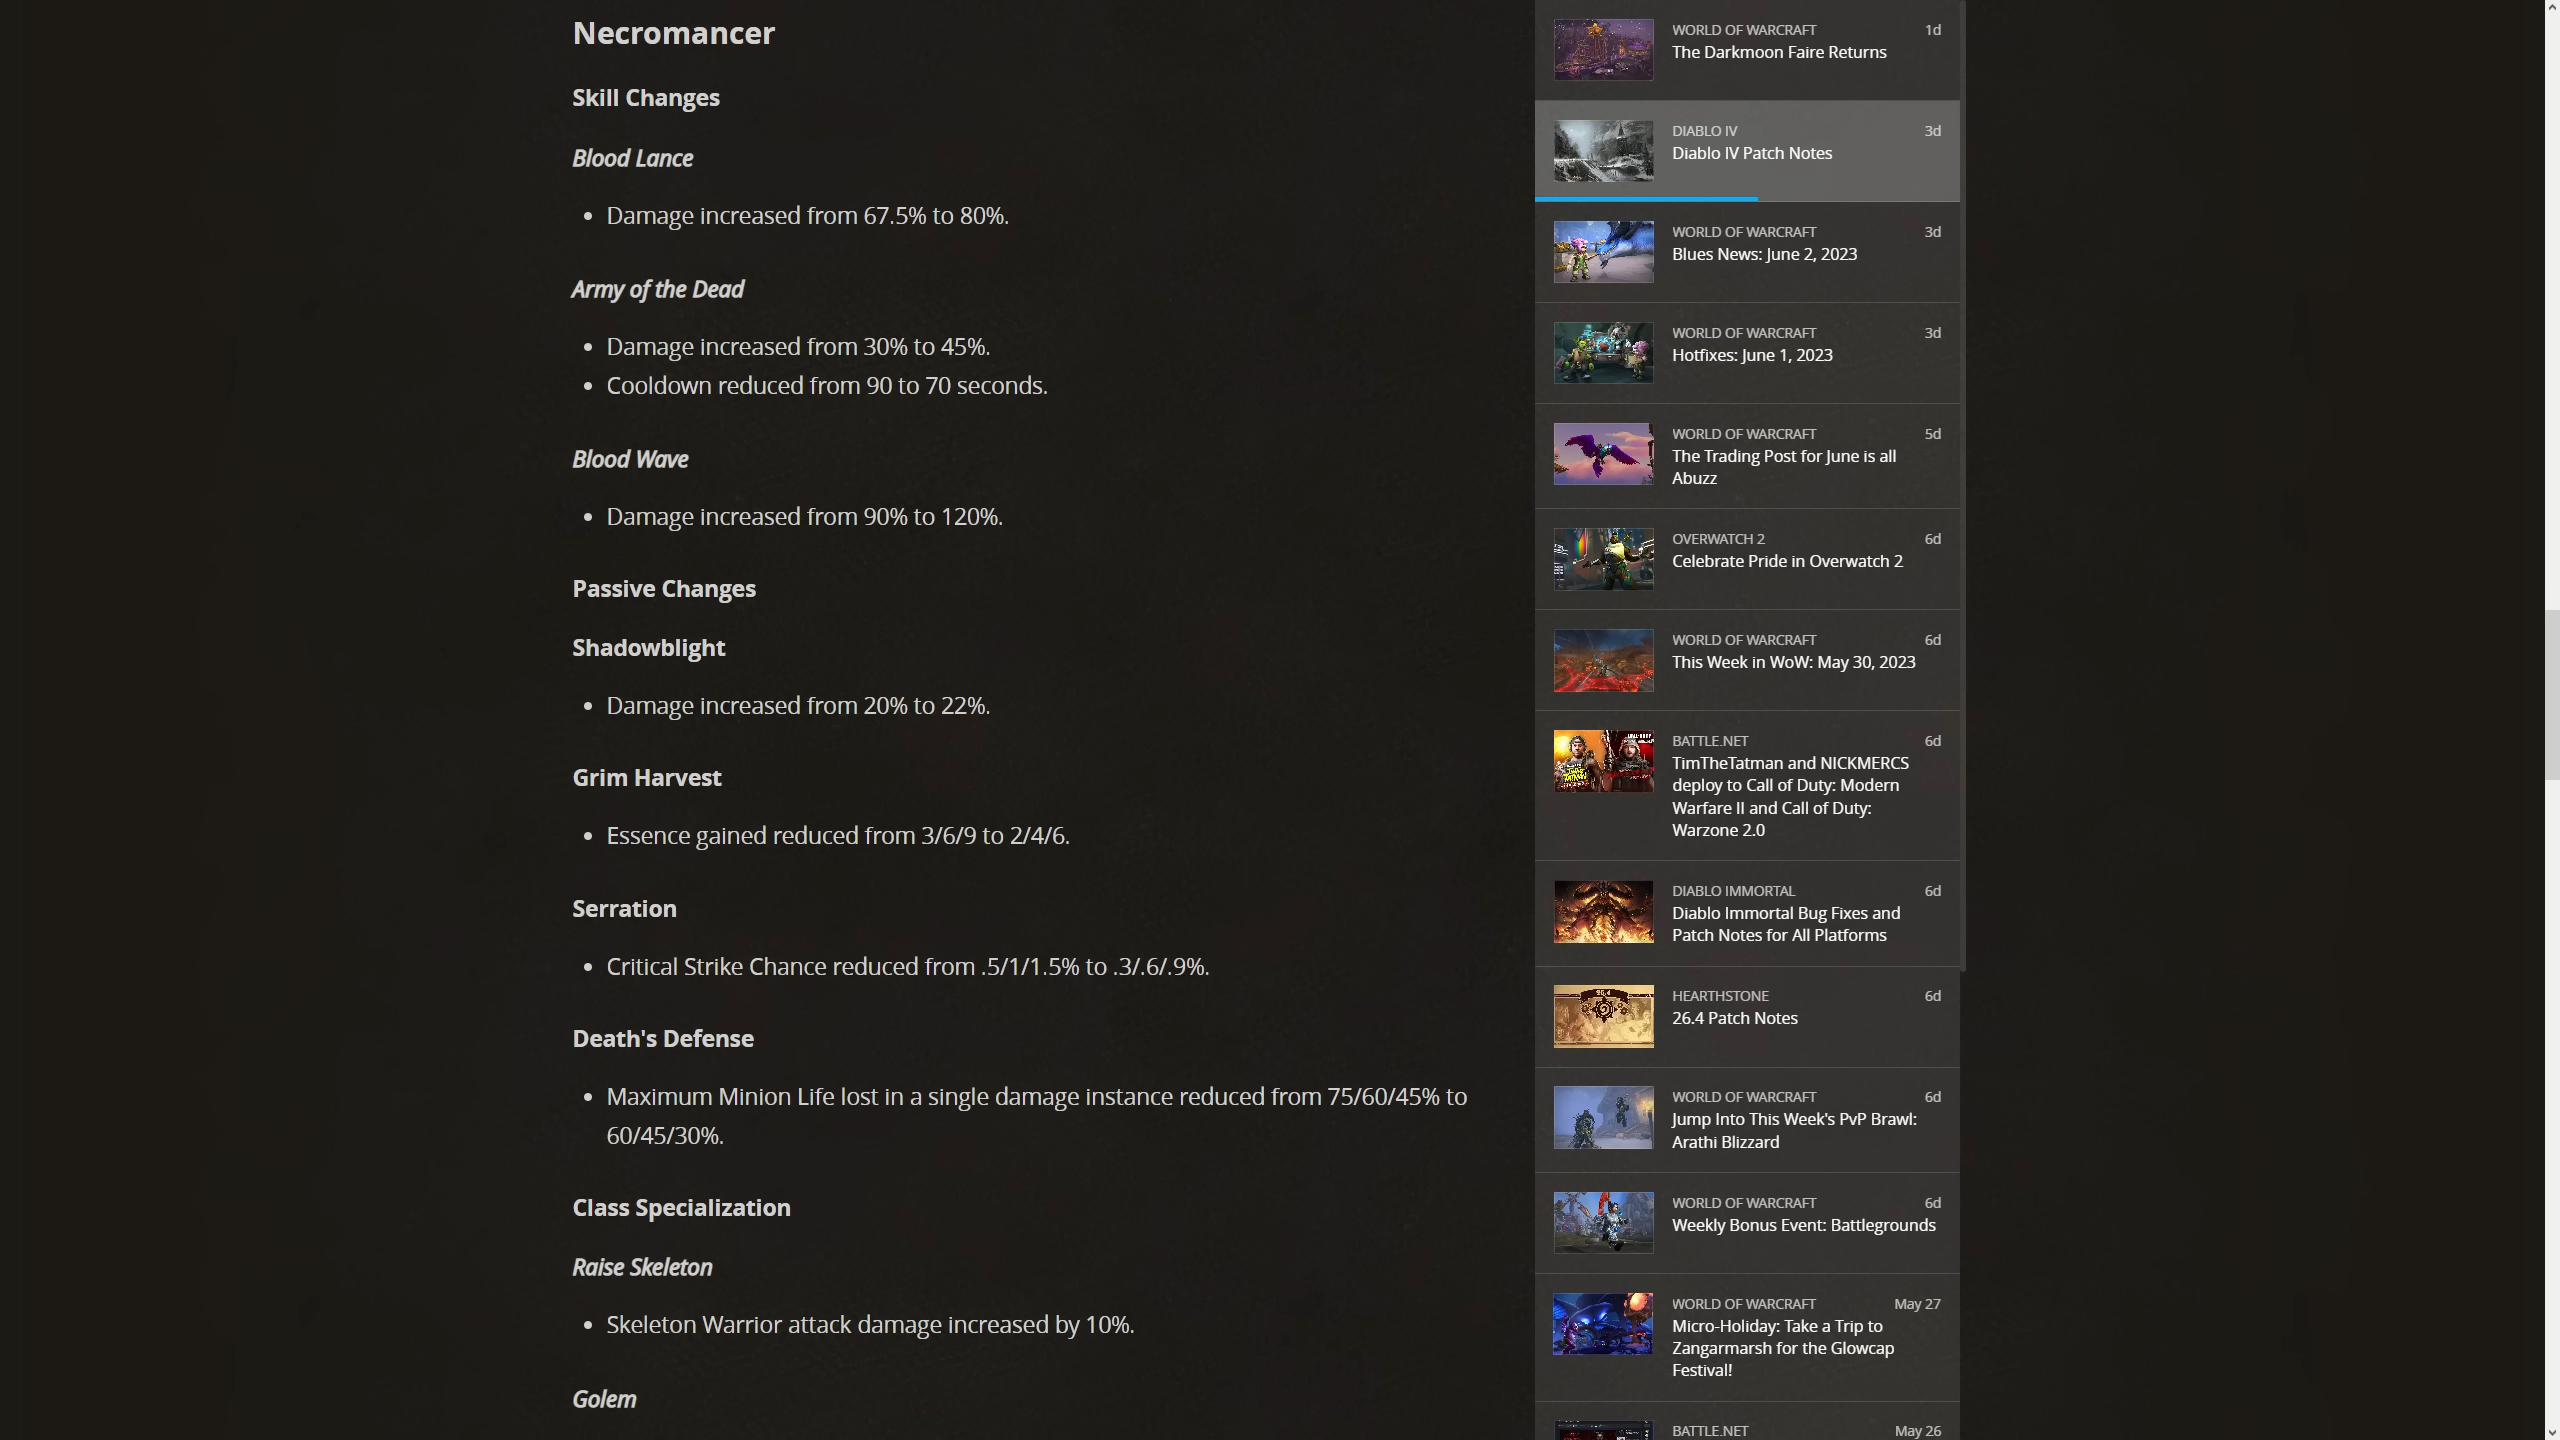 Necromancer
Skill Changes
Blood Lance
• Damage increased from 67.5% to 80%.
Army of the Dead
• Damage increased from 30% to 45%.
• Cooldown reduced from 90 to 70 seconds.
Blood Wave
• Damage increased from 90% to 120%.
Passive Changes
Shadowblight
• Damage increased from 20% to 22%.
Grim Harvest
• Essence gained reduced from 3/6/9 to 2/4/6.
Serration
• Critical Strike Chance reduced from .5/1/1.5% to .3/.6/.9%.
Death's Defense
• Maximum Minion Life lost in a single damage instance reduced from 75/60/45% to
60/45/30%.
Class Specialization
Raise Skeleton
• Skeleton Warrior attack damage increased by 10%.
Golem
WORLD OF WARCRAFT 1d
The Darkmoon Faire Returns
DIABLO IV 3d
Diablo IV Patch Notes
WORLD OF WARCRAFT 3d
Blues News: June 2, 2023
WORLD OF WARCRAFT 3d
Hotfixes: June 1, 2023
WORLD OF WARCRAFT 5d
The Trading Post for June is all
Abuzz
OVERWATCH 2 6d
Celebrate Pride in Overwatch 2
WORLD OF WARCRAFT 6d
This Week in WoW: May 30, 2023
BATTLE.NET 6d
TimTheTatman and NICKMERCS
deploy to Call of Duty: Modern
Warfare II and Call of Duty:
Warzone 2.0
DIABLO IMMORTAL 6d
Diablo Immortal Bug Fixes and
Patch Notes for All Platforms
HEARTHSTONE 6d
26.4 Patch Notes
WORLD OF WARCRAFT 6d
Jump Into This Week's PvP Brawl:
Arathi Blizzard
WORLD OF WARCRAFT 6d
Weekly Bonus Event: Battlegrounds
WORLD OF WARCRAFT May 27
Micro-Holiday: Take a Trip to
Zangarmarsh for the Glowcap
Festival!
BATTLE.NET May 26